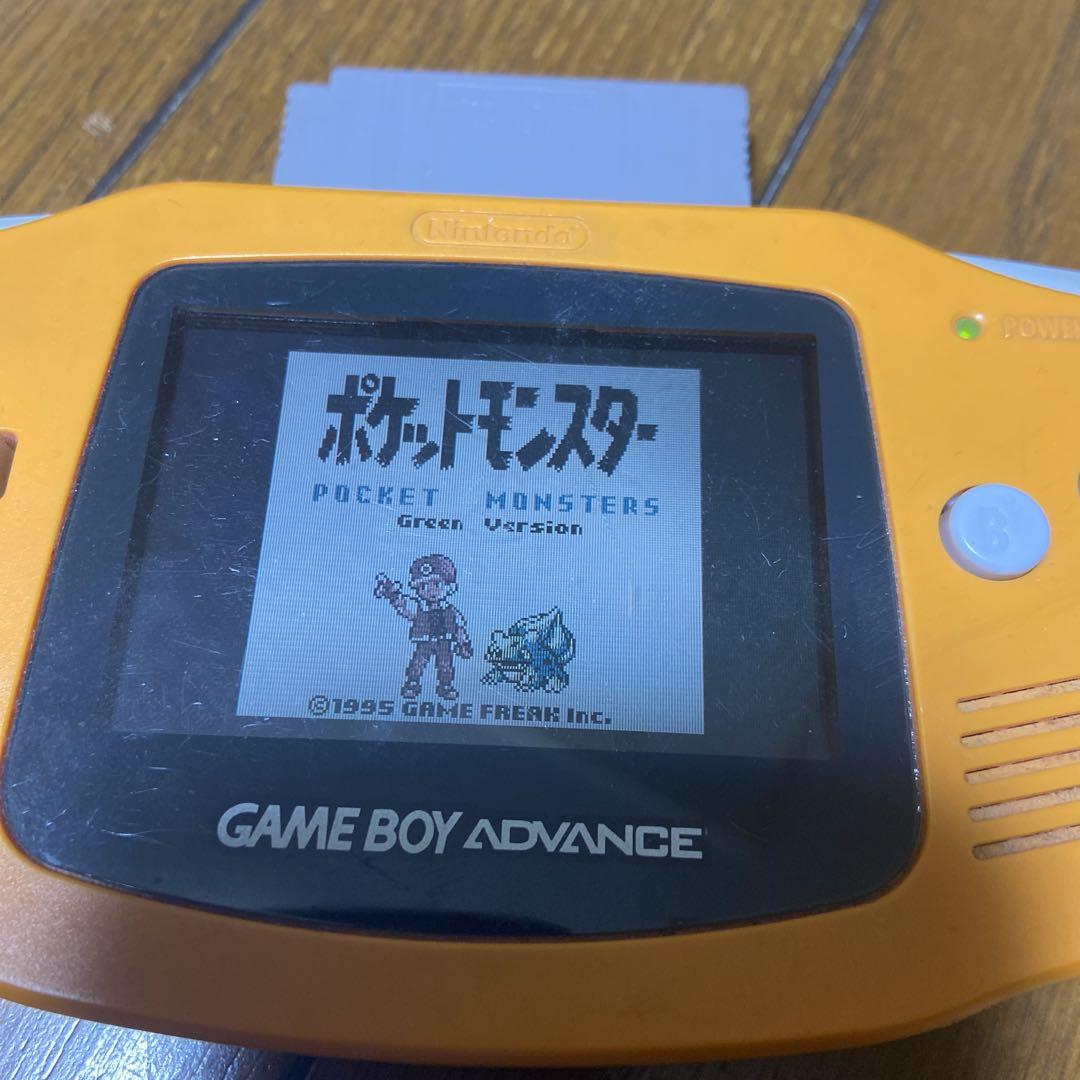 Nintendo
POWER
ポケットモンスター
POCKET MONSTERS
Green Version
©1995 GAME FREAK Inc.
B
GAME BOY ADVANCE